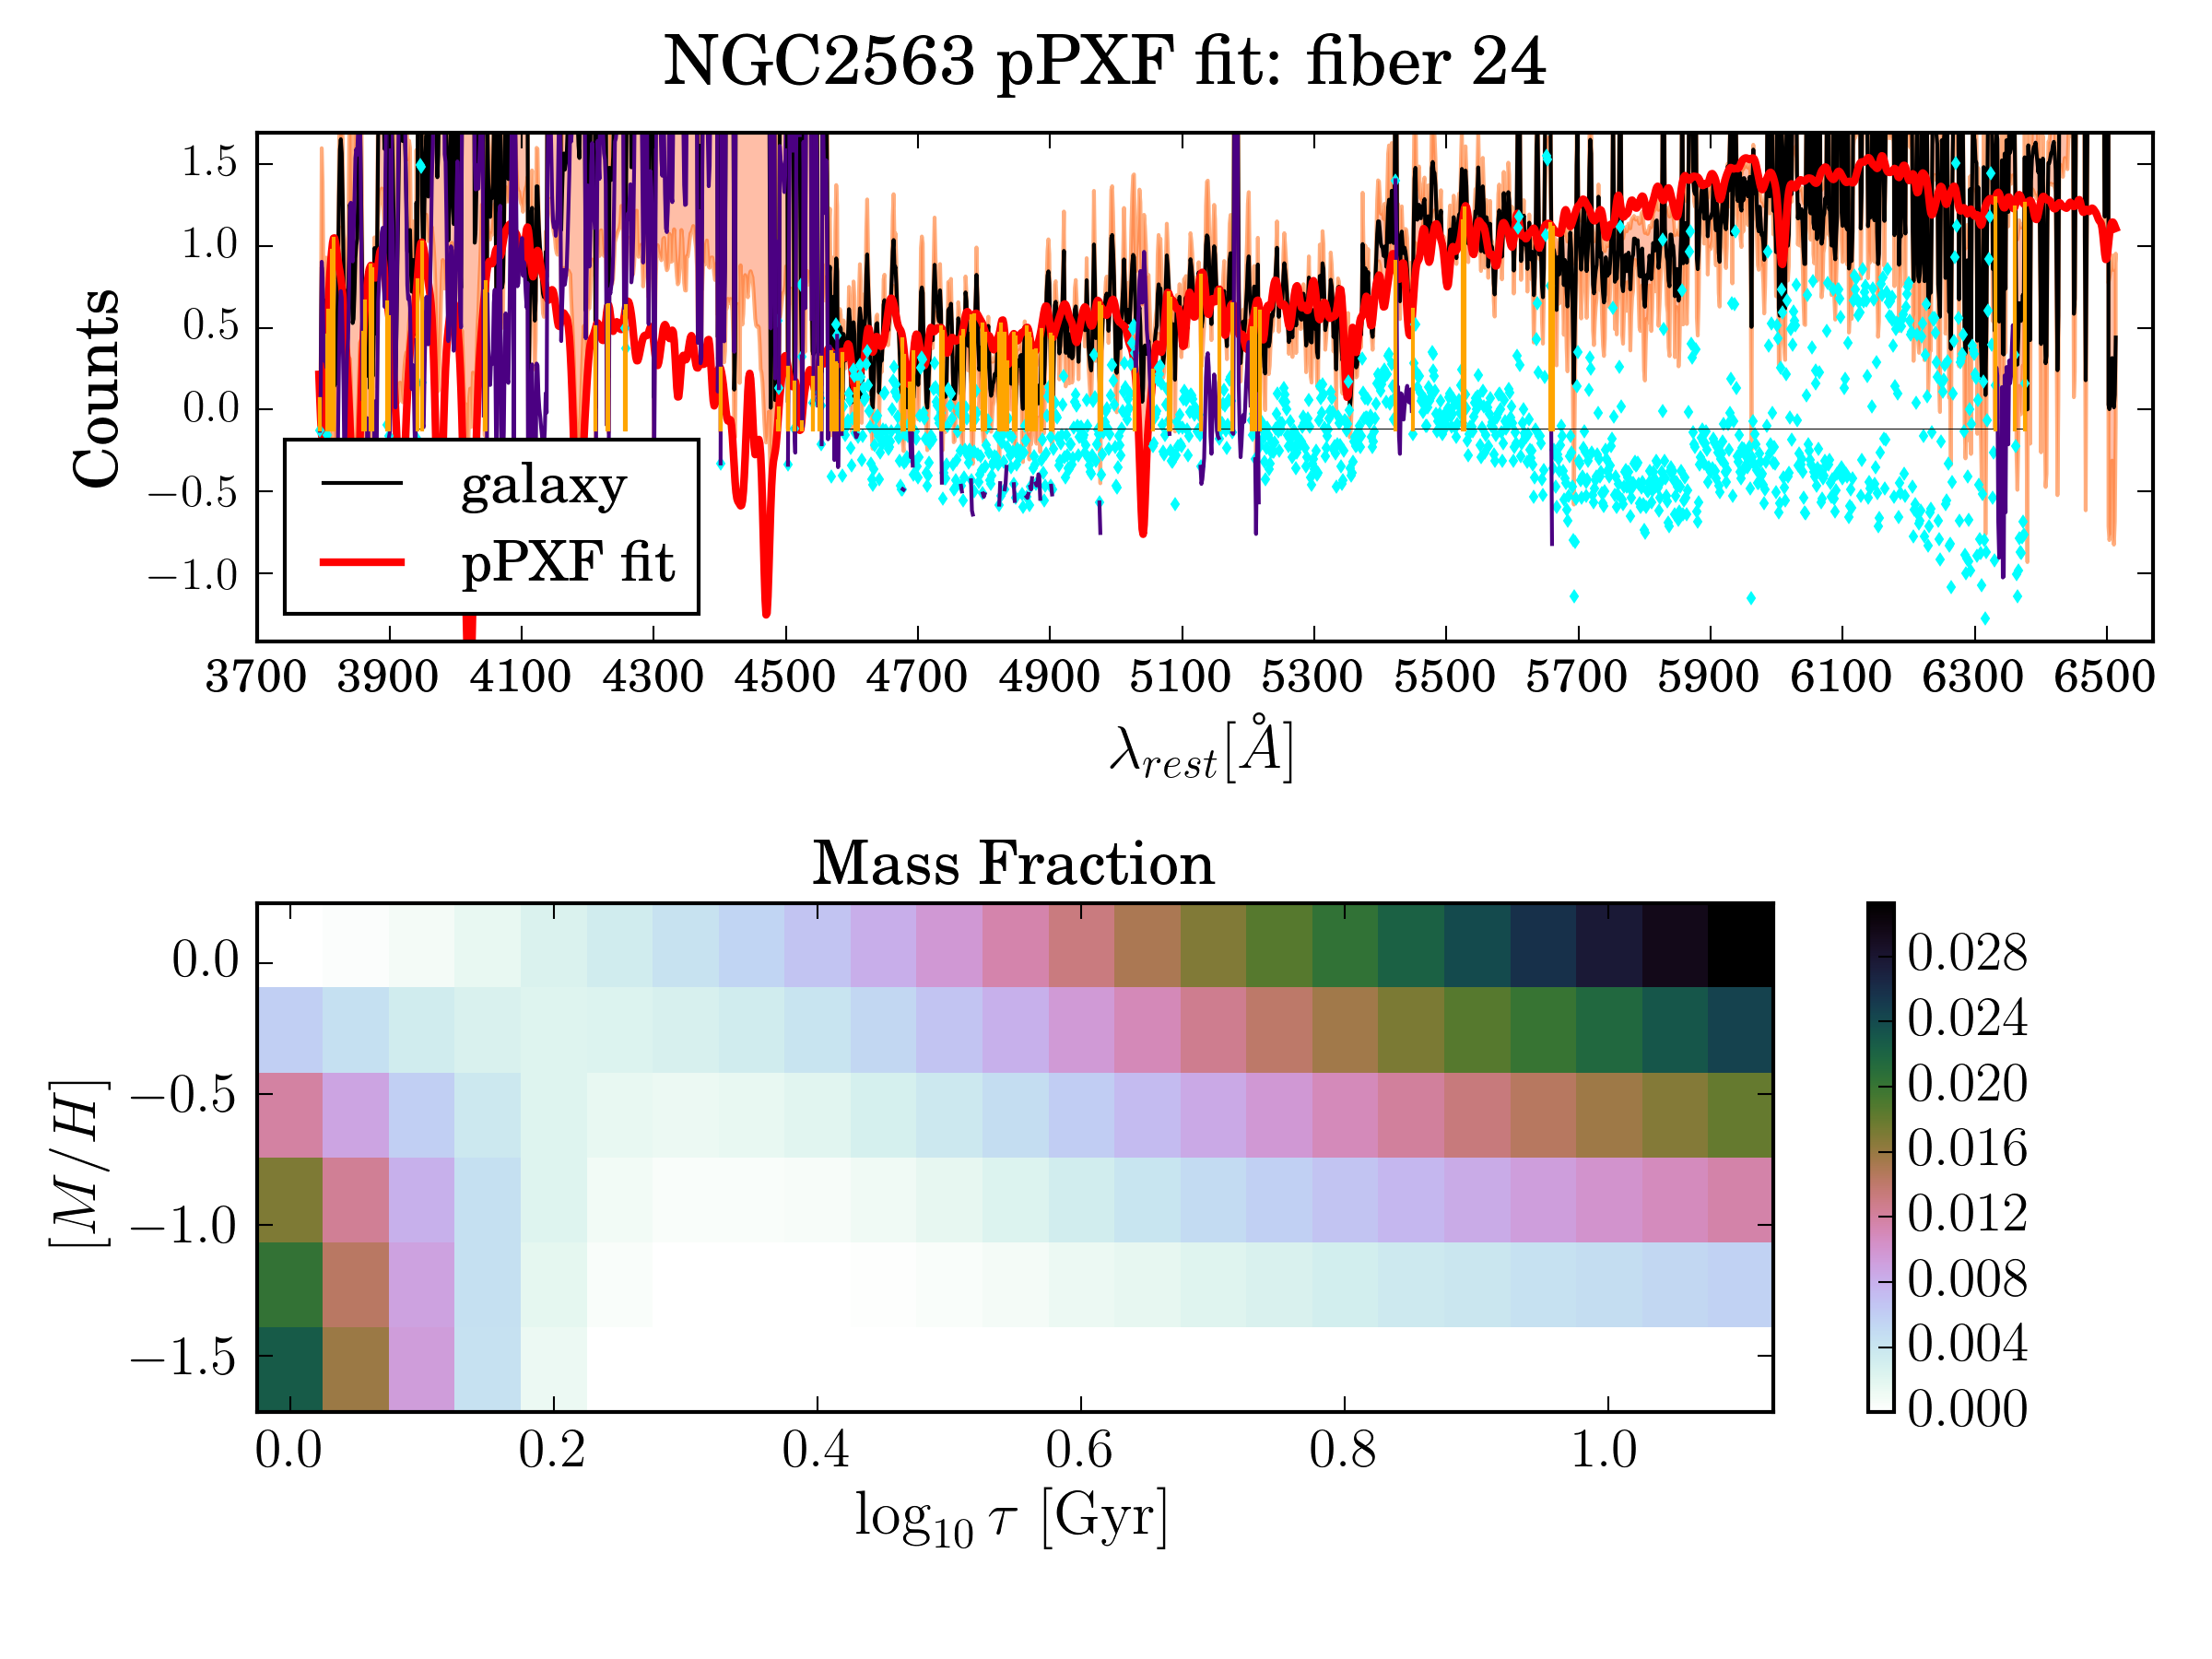 NGC2563 pPXF fit: fiber 24
1.5
1.0
0.5
0.0
−0.5
−1.0
Counts
galaxy
pPXF fit
3700 3900 4100 4300 4500 4700 4900 5100 5300 5500 5700 5900 6100 6300 6500
λrest[Å]
Mass Fraction
0.0
−0.5
−1.0
−1.5
[M/H]
0.0 0.2 0.4 0.6 0.8 1.0
log10 τ [Gyr]
0.028
0.024
0.020
0.016
0.012
0.008
0.004
0.000